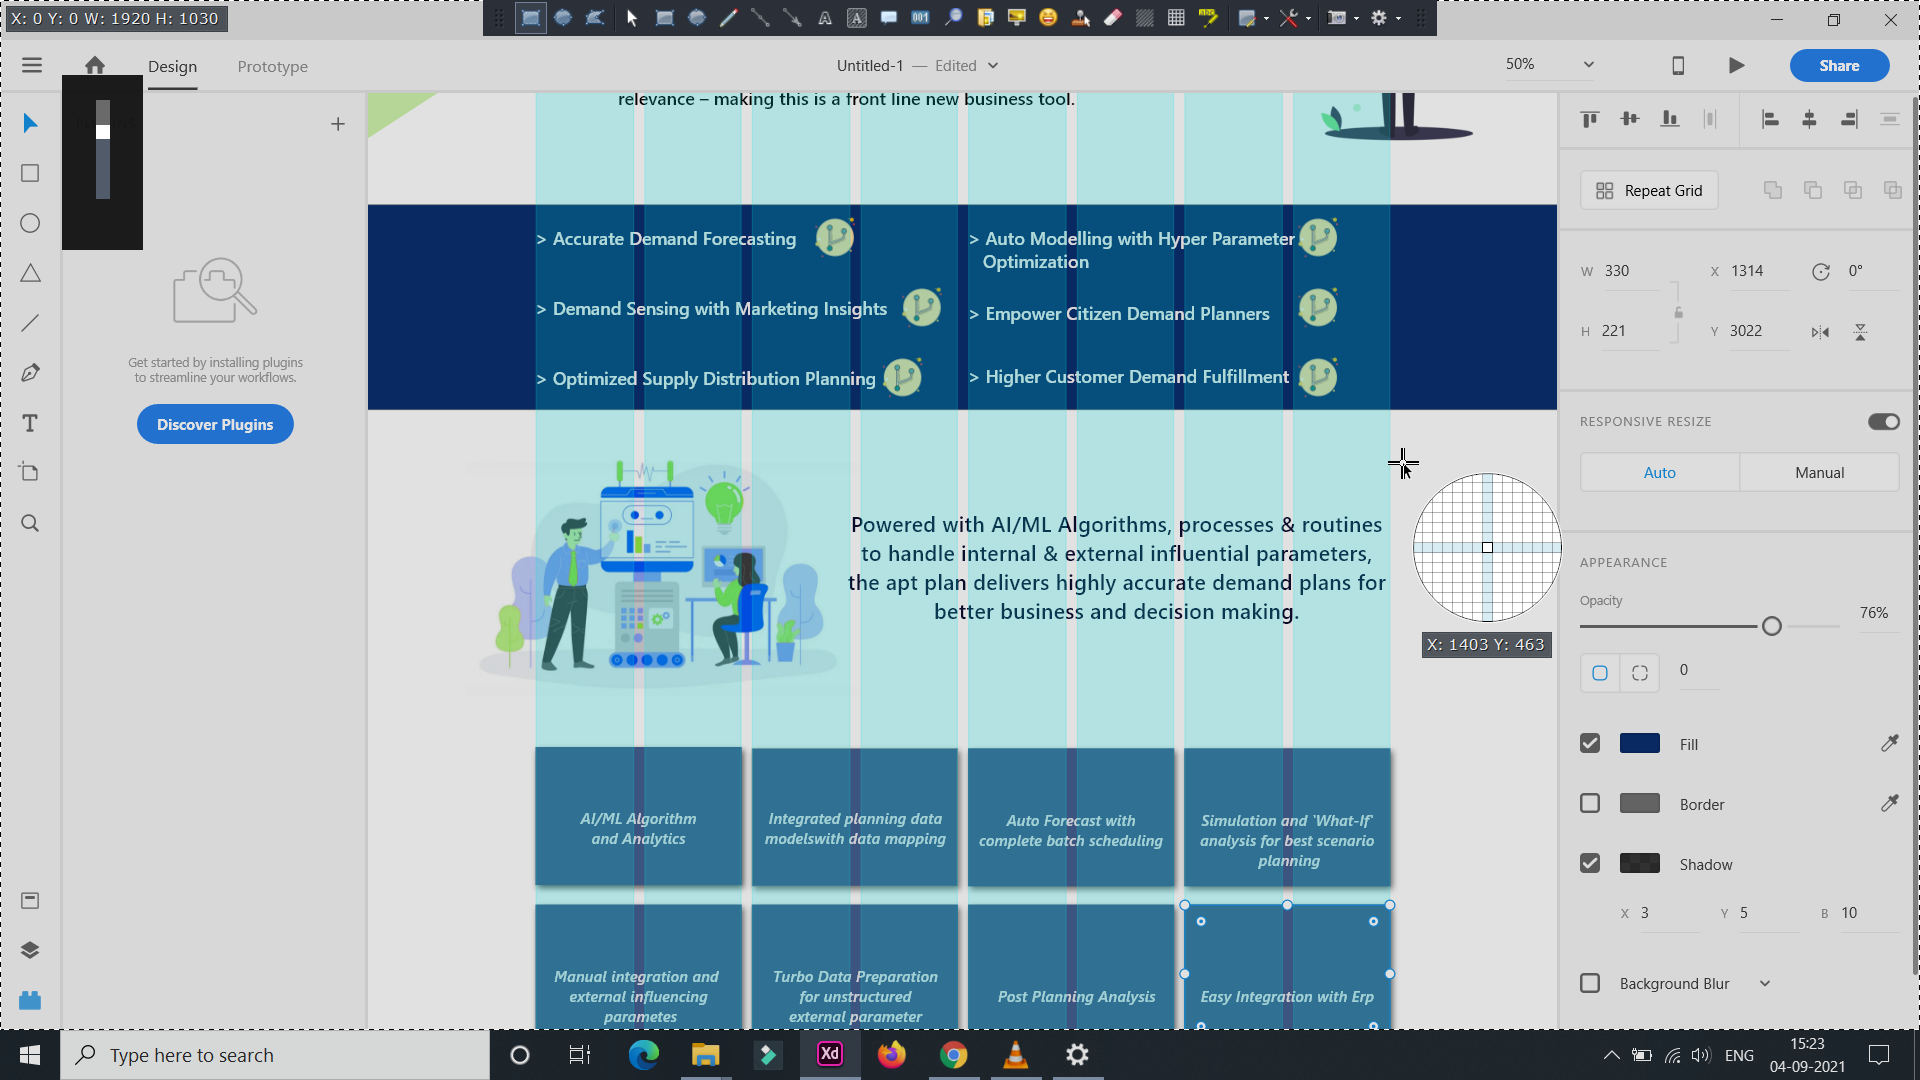 X: 0 Y: 0 W: 1920 H: 1030
A
A
001
Design
Prototype
Untitled-1 — Edited
50%
Share
relevance – making this is a front line new business tool.
Get started by installing plugins
to streamline your workflows.
Discover Plugins
> Accurate Demand Forecasting
> Demand Sensing with Marketing Insights
> Optimized Supply Distribution Planning
> Auto Modelling with Hyper Parameter
Optimization
> Empower Citizen Demand Planners
> Higher Customer Demand Fulfillment
Powered with AI/ML Algorithms, processes & routines
to handle internal & external influential parameters,
the apt plan delivers highly accurate demand plans for
better business and decision making.
X: 1403 Y: 463
AI/ML Algorithm
and Analytics
Integrated planning data
modelswith data mapping
Auto Forecast with
complete batch scheduling
Simulation and 'What-If'
analysis for best scenario
planning
Manual integration and
external influencing
parametes
Turbo Data Preparation
for unstructured
external parameter
Post Planning Analysis
Easy Integration with Erp
Repeat Grid
W 330
X 1314
0°
H 221
Y 3022
RESPONSIVE RESIZE
Auto
Manual
APPEARANCE
Opacity
76%
0
Fill
Border
Shadow
X 3
Y 5
B 10
Background Blur
Type here to search
Xd
ENG
15:23
04-09-2021